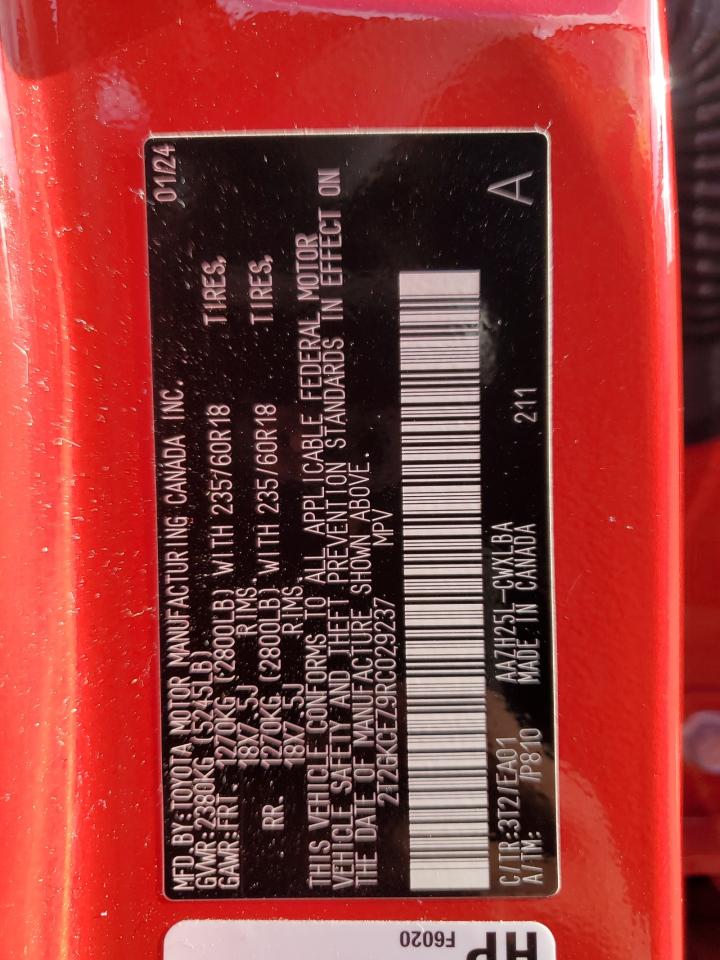 MFD.BY:TOYOTA MOTOR MANUFACTURING CANADA INC. 01/24
GVWR:2380KG (5245LB)
GAWR:FRT. 1270KG (2800LB) WITH 235/60R18 TIRES,
18X7.5J RIMS.
RR. 1270KG (2800LB) WITH 235/60R18 TIRES,
18X7.5J RIMS.
THIS VEHICLE CONFORMS TO ALL APPLICABLE FEDERAL MOTOR
VEHICLE SAFETY AND THEFT PREVENTION STANDARDS IN EFFECT ON
THE DATE OF MANUFACTURE SHOWN ABOVE.
2T2GKCEZ9RC029237 MPV
C/TR:3T27/EA01 AAZH25L-CWXLBA 211 A
A/TM: /P810 MADE IN CANADA
HP
F6020